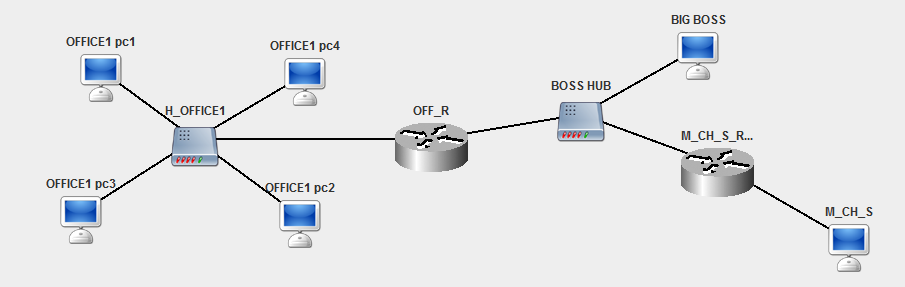 BIG BOSS
OFFICE1 pc1
OFFICE1 pc4
BOSS HUB
H_OFFICE1
OFF_R
M_CH_S_R...
OFFICE1 pc3
OFFICE1 pc2
M_CH_S